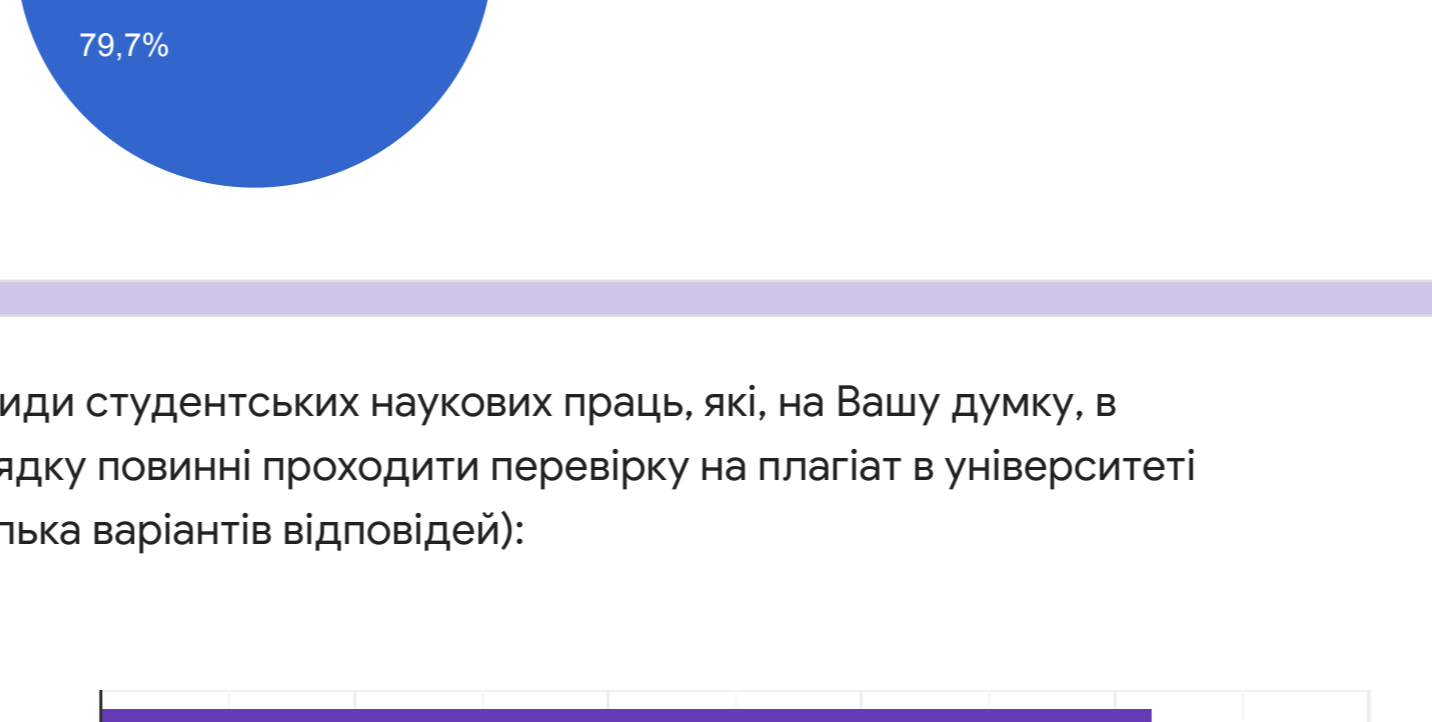 79,7%
иди студентських наукових праць, які, на Вашу думку, в
ядку повинні проходити перевірку на плагіат в університеті
лька варіантів відповідей):